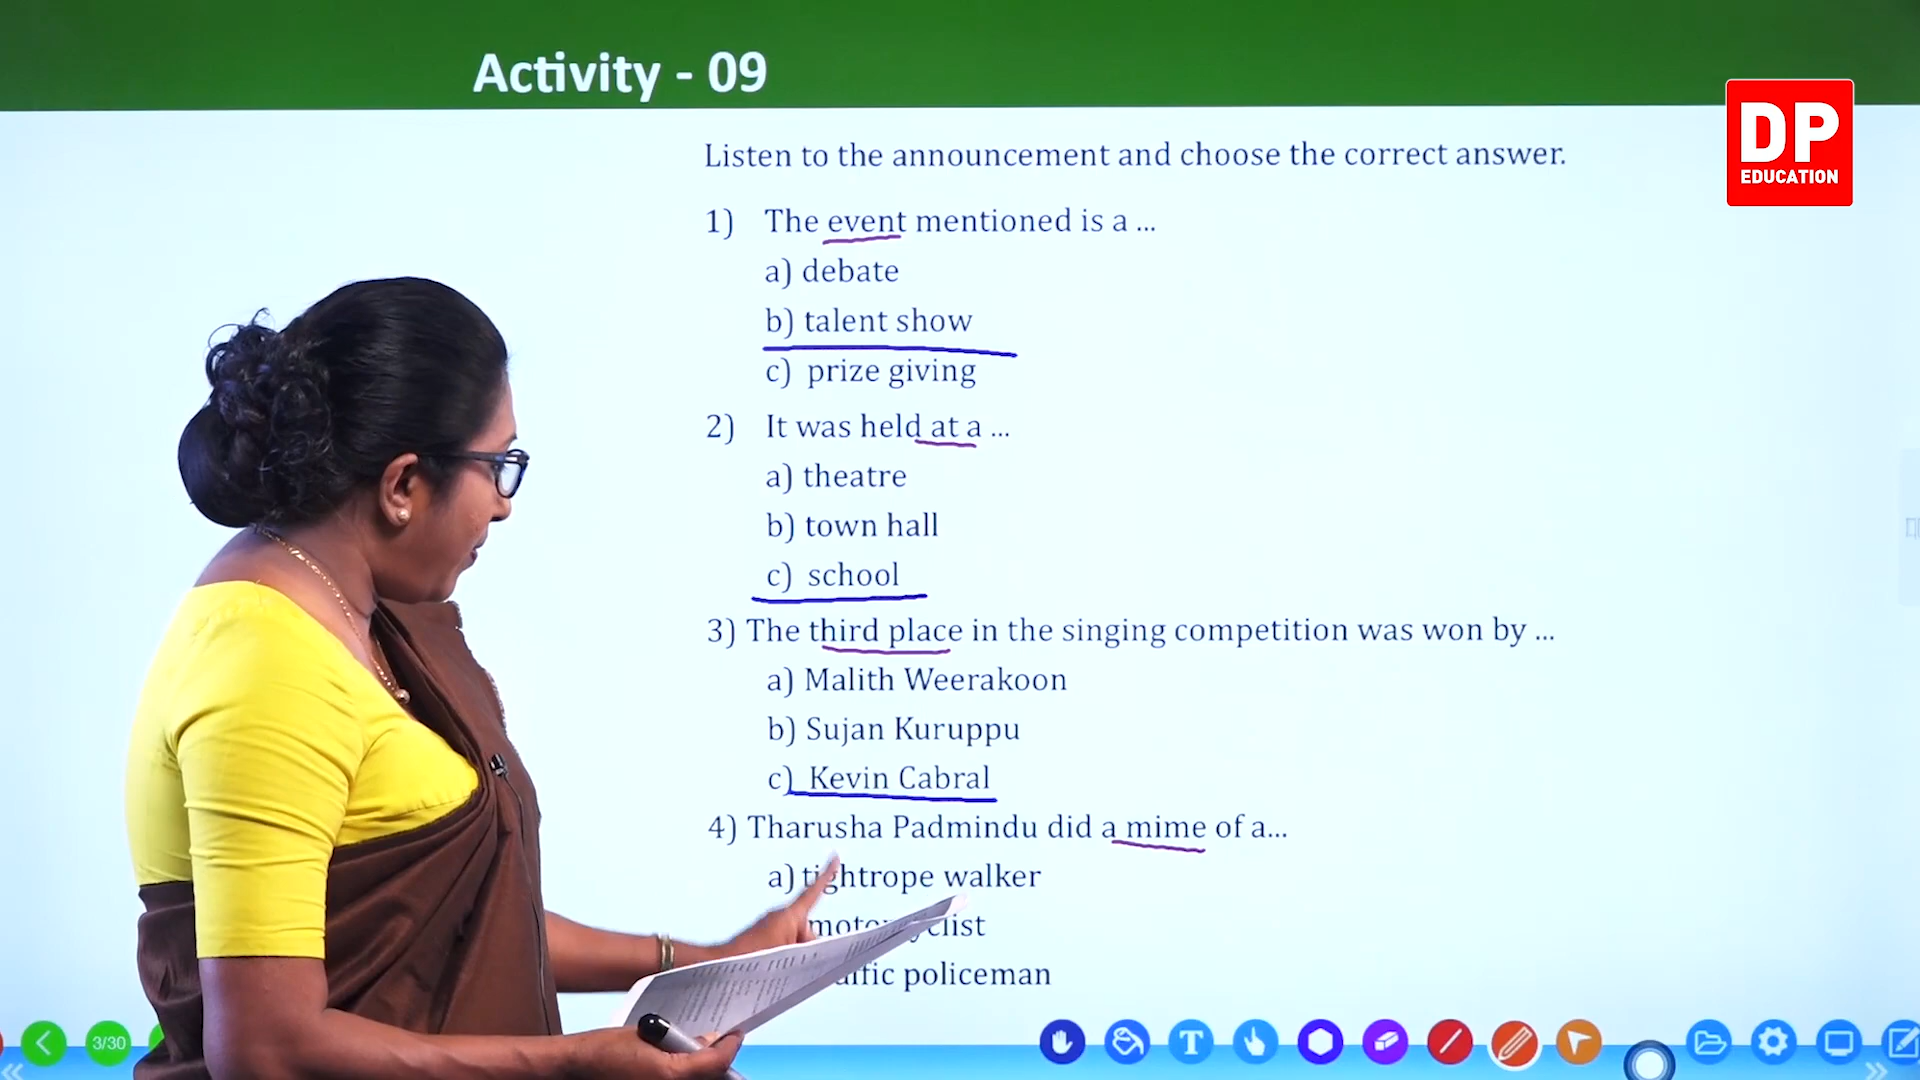 Activity - 09
DP
EDUCATION
Listen to the announcement and choose the correct answer.
1) The event mentioned is a ...
a) debate
b) talent show
c) prize giving
2) It was held at a ...
a) theatre
b) town hall
c) school
3) The third place in the singing competition was won by ...
a) Malith Weerakoon
b) Sujan Kuruppu
c) Kevin Cabral
4) Tharusha Padmindu did a mime of a...
a) tightrope walker
policeman
3/30
T